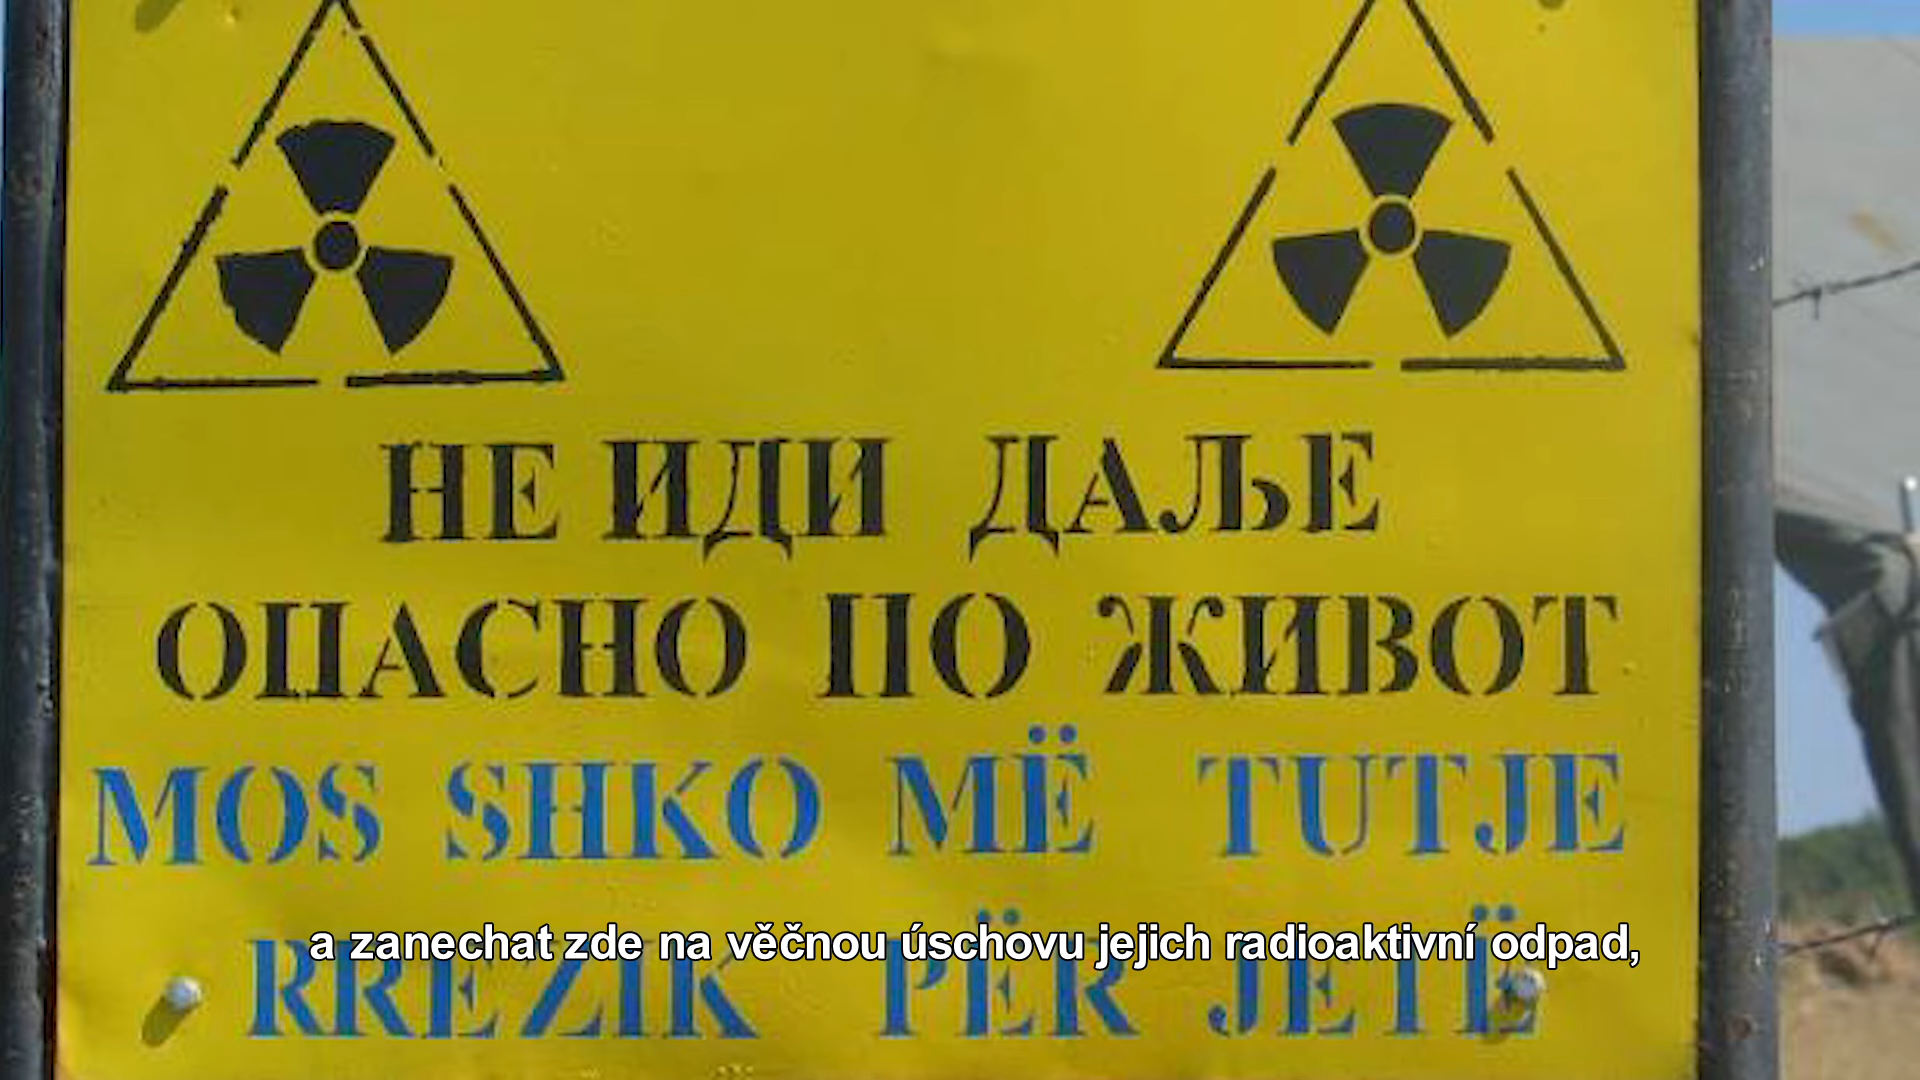 НЕ ИДИ ДАЉЕ
ОПАСНО ПО ЖИВОТ
MOS SHKO MË TUTJE
RREZIK PËR JETË
a zanechat zde na věčnou úschovu jejich radioaktivní odpad,